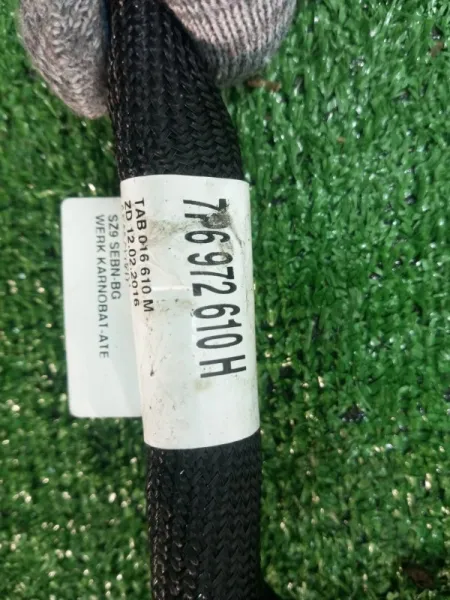 7P6 972 610 H
TAB 016 610 M
ZD 12.02.2016
SZ9 SEBN-BG
WERK KARNOBAT-ATE